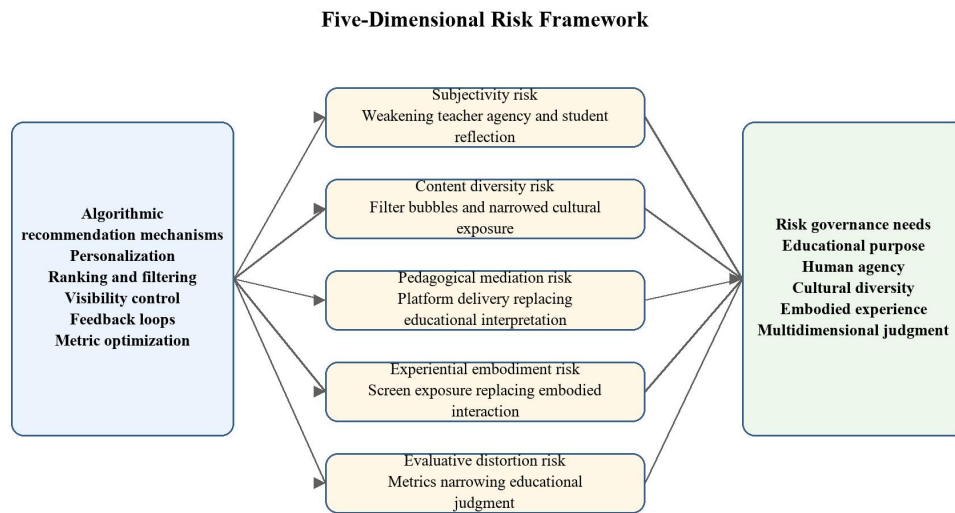 Five-Dimensional Risk Framework
Algorithmic
recommendation mechanisms
Personalization
Ranking and filtering
Visibility control
Feedback loops
Metric optimization
Subjectivity risk
Weakening teacher agency and student
reflection
Content diversity risk
Filter bubbles and narrowed cultural
exposure
Pedagogical mediation risk
Platform delivery replacing
educational interpretation
Experiential embodiment risk
Screen exposure replacing embodied
interaction
Evaluative distortion risk
Metrics narrowing educational
judgment
Risk governance needs
Educational purpose
Human agency
Cultural diversity
Embodied experience
Multidimensional judgment